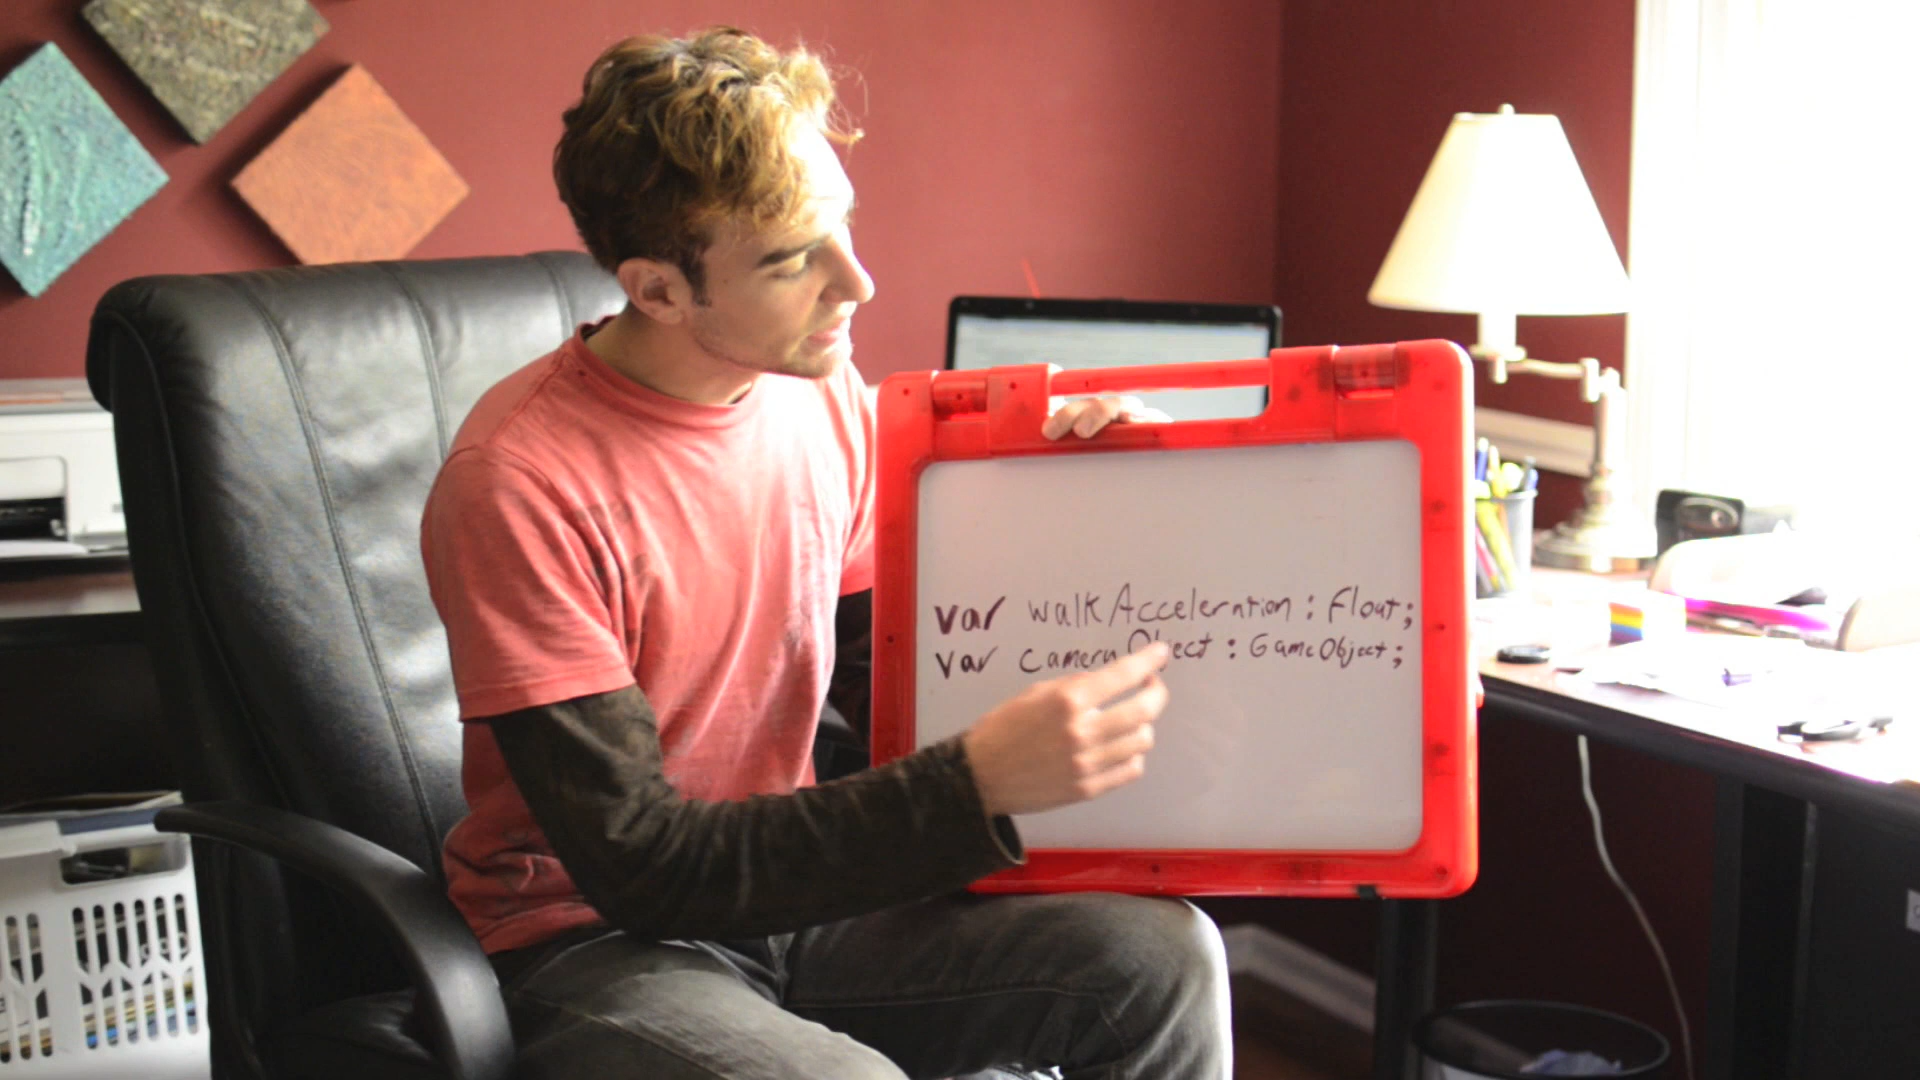 var walkAcceleration : Float;
var cameraObject : GameObject;